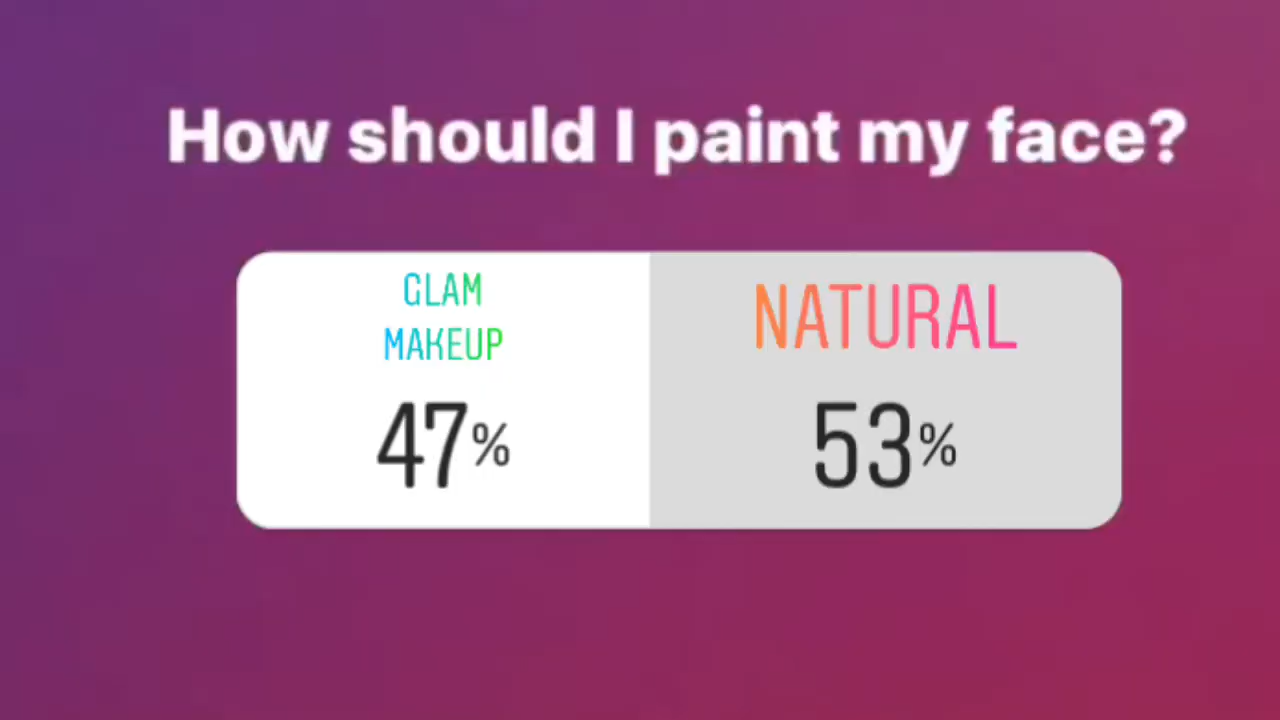 How should I paint my face?
GLAM
MAKEUP
NATURAL
47%
53%